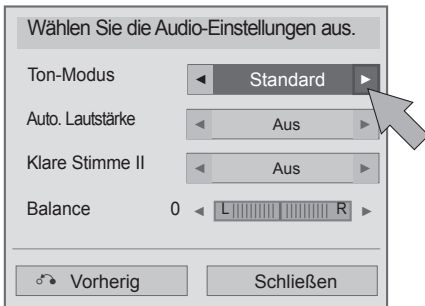 Wählen Sie die Audio-Einstellungen aus.
Ton-Modus ◄ Standard ►
Auto. Lautstärke ◄ Aus ►
Klare Stimme II ◄ Aus ►
Balance 0 ◄ L R ►
Vorherig Schließen